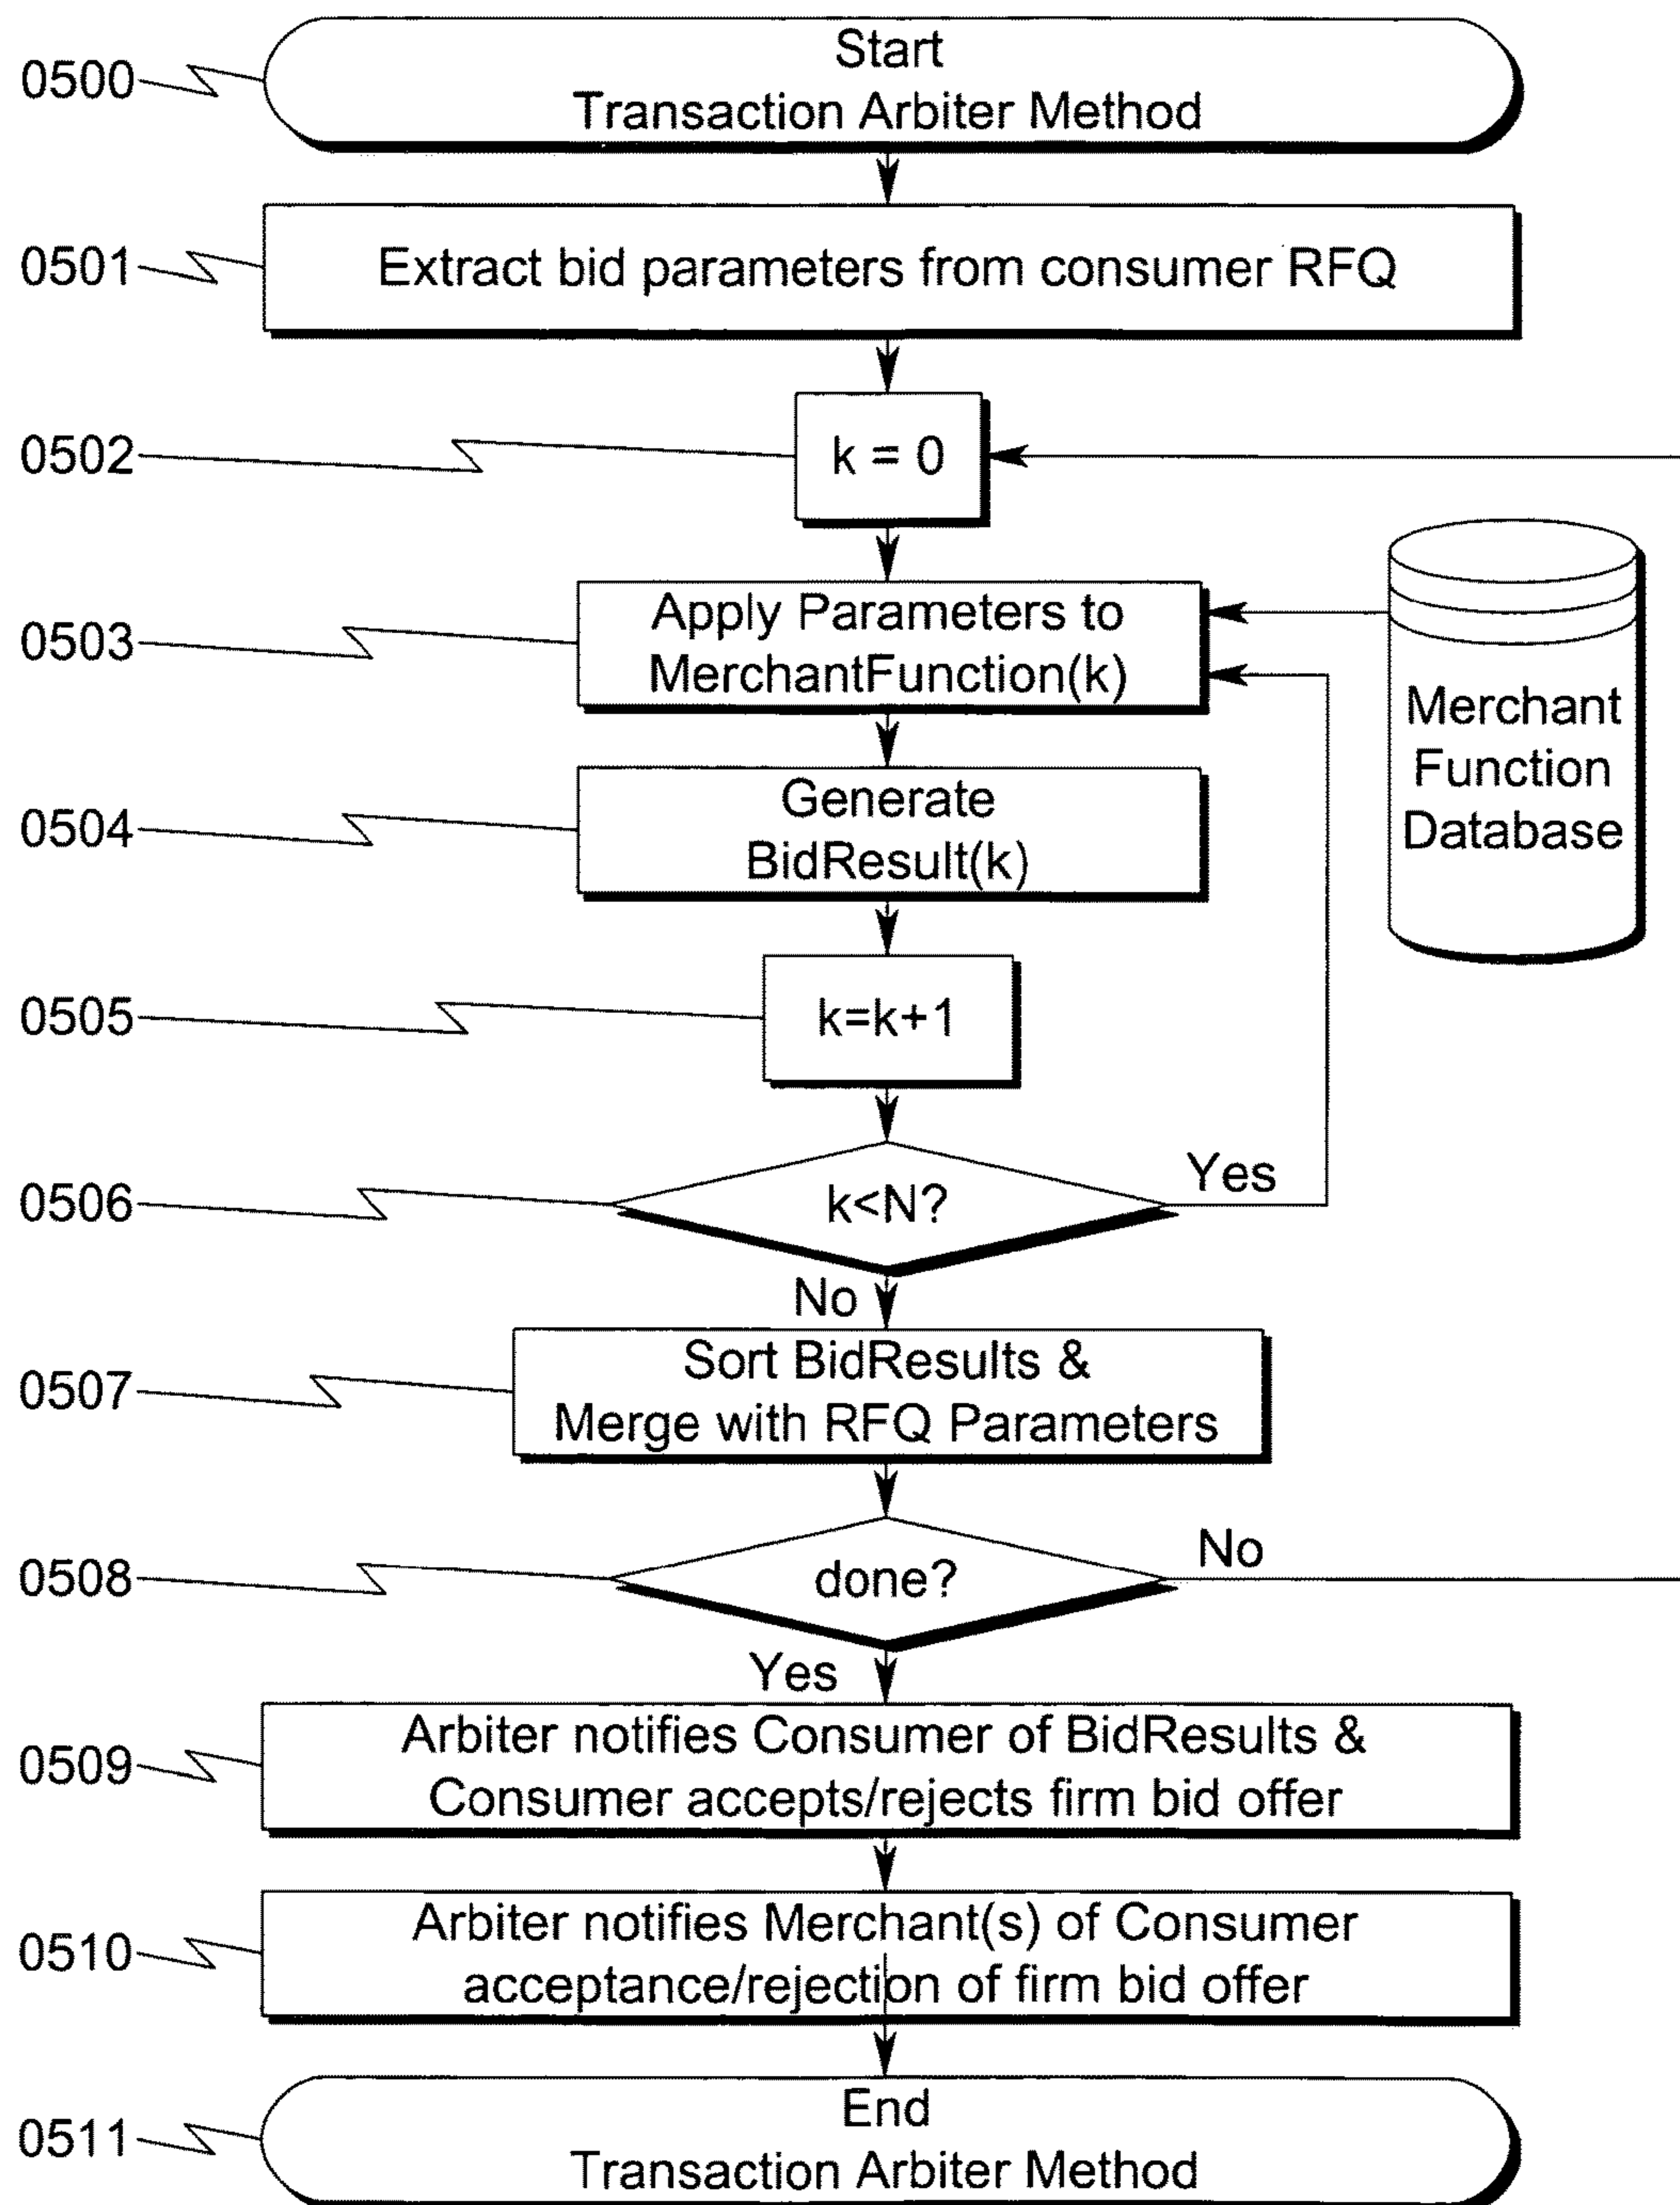 0500
Start
Transaction Arbiter Method
0501
Extract bid parameters from consumer RFQ
0502
k = 0
0503
Apply Parameters to
MerchantFunction(k)
Merchant
Function
Database
0504
Generate
BidResult(k)
0505
k=k+1
0506
k<N?
Yes
No
0507
Sort BidResults &
Merge with RFQ Parameters
0508
done?
No
Yes
0509
Arbiter notifies Consumer of BidResults &
Consumer accepts/rejects firm bid offer
0510
Arbiter notifies Merchant(s) of Consumer
acceptance/rejection of firm bid offer
0511
End
Transaction Arbiter Method